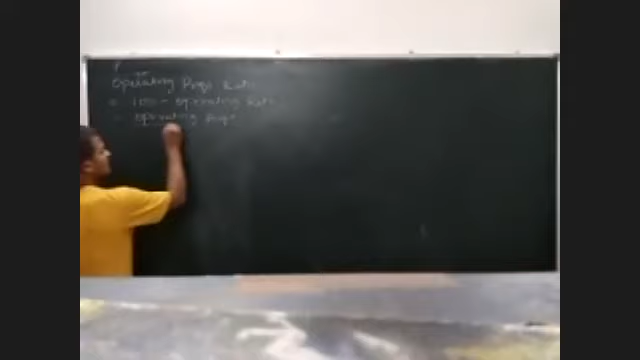 Operating Profit Ratio
= 100 - Operating Ratio
= Operating Profit